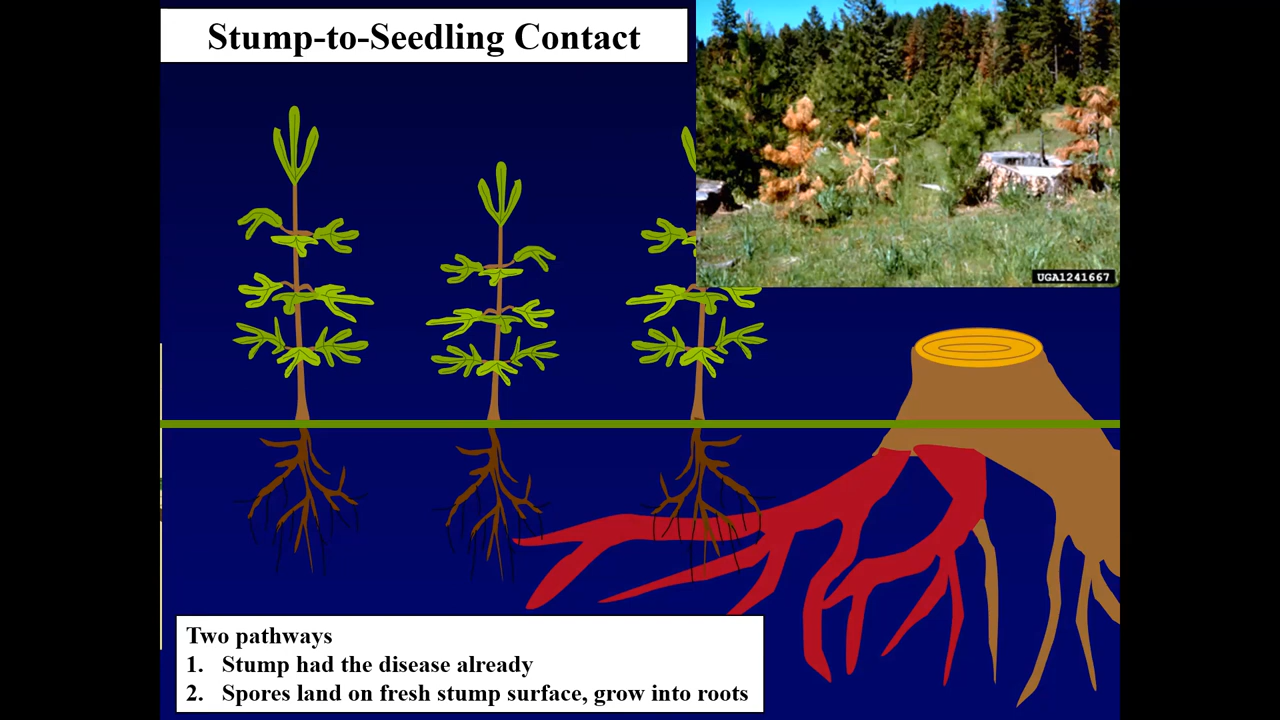 Stump-to-Seedling Contact
UGA1241667
Two pathways
1. Stump had the disease already
2. Spores land on fresh stump surface, grow into roots